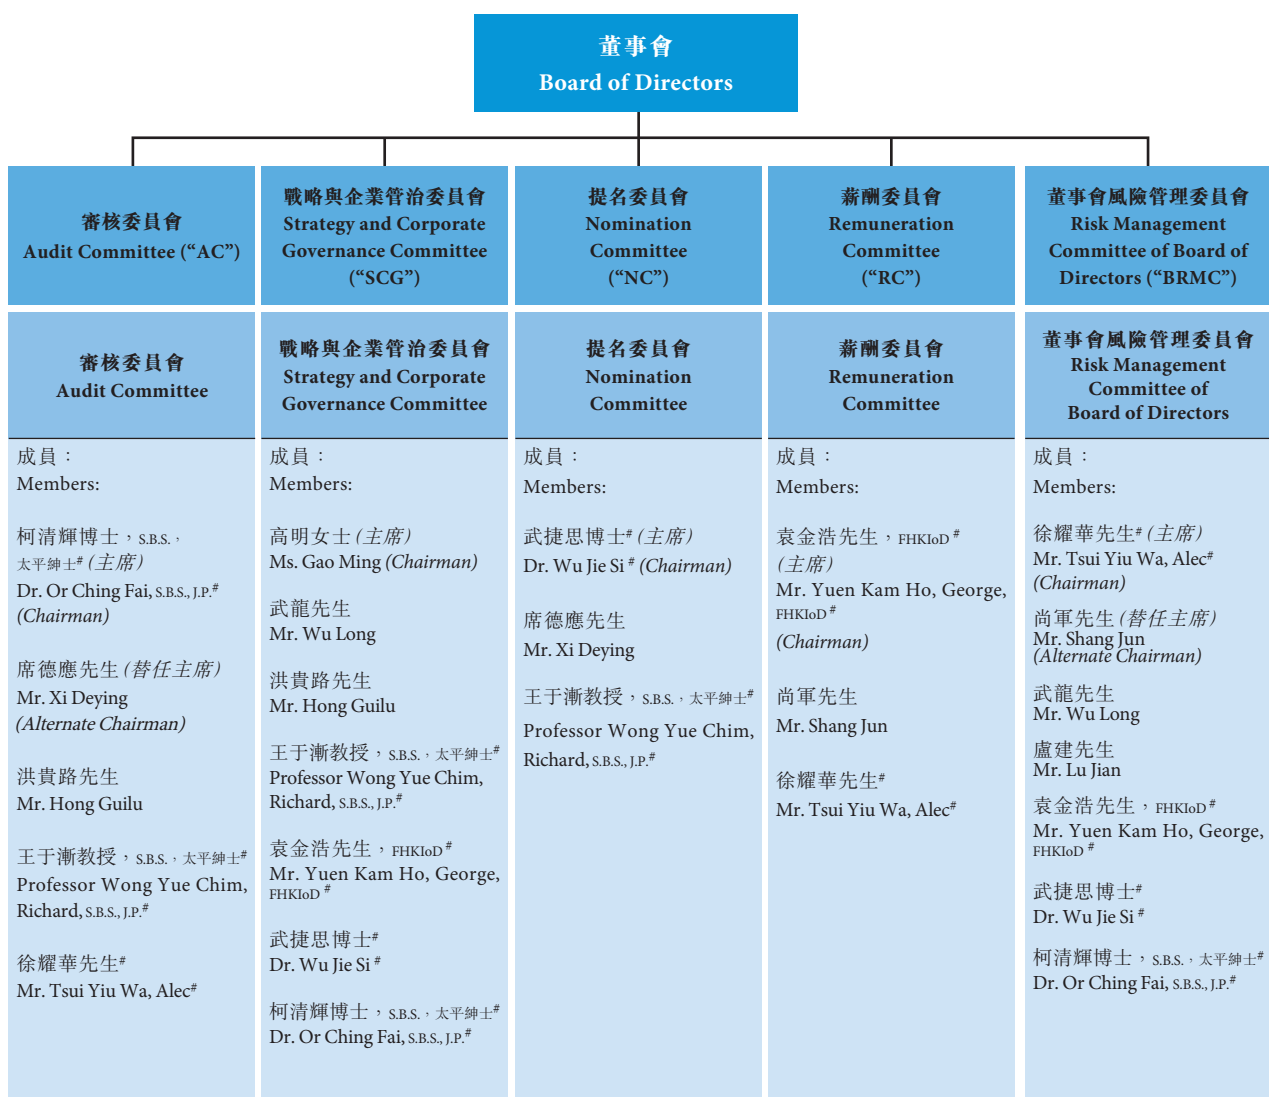 董事會
Board of Directors
審核委員會
Audit Committee (“AC”)
戰略與企業管治委員會
Strategy and Corporate
Governance Committee
(“SCG”)
提名委員會
Nomination
Committee
(“NC”)
薪酬委員會
Remuneration
Committee
(“RC”)
董事會風險管理委員會
Risk Management
Committee of Board of
Directors (“BRMC”)
審核委員會
Audit Committee
成員：
Members:
柯清輝博士，S.B.S.，
太平紳士# (主席)
Dr. Or Ching Fai, S.B.S., J.P.#
(Chairman)
席德應先生 (替任主席)
Mr. Xi Deying
(Alternate Chairman)
洪貴路先生
Mr. Hong Guilu
王于漸教授，S.B.S.，太平紳士#
Professor Wong Yue Chim,
Richard, S.B.S., J.P.#
徐耀華先生#
Mr. Tsui Yiu Wa, Alec#
戰略與企業管治委員會
Strategy and Corporate
Governance Committee
成員：
Members:
高明女士 (主席)
Ms. Gao Ming (Chairman)
武龍先生
Mr. Wu Long
洪貴路先生
Mr. Hong Guilu
王于漸教授，S.B.S.，太平紳士#
Professor Wong Yue Chim,
Richard, S.B.S., J.P.#
袁金浩先生，FHKIoD #
Mr. Yuen Kam Ho, George,
FHKIoD #
武捷思博士#
Dr. Wu Jie Si #
柯清輝博士，S.B.S.，太平紳士#
Dr. Or Ching Fai, S.B.S., J.P.#
提名委員會
Nomination
Committee
成員：
Members:
武捷思博士# (主席)
Dr. Wu Jie Si # (Chairman)
席德應先生
Mr. Xi Deying
王于漸教授，S.B.S.，太平紳士#
Professor Wong Yue Chim,
Richard, S.B.S., J.P.#
薪酬委員會
Remuneration
Committee
成員：
Members:
袁金浩先生，FHKIoD #
(主席)
Mr. Yuen Kam Ho, George,
FHKIoD #
(Chairman)
尚軍先生
Mr. Shang Jun
徐耀華先生#
Mr. Tsui Yiu Wa, Alec#
董事會風險管理委員會
Risk Management
Committee of
Board of Directors
成員：
Members:
徐耀華先生# (主席)
Mr. Tsui Yiu Wa, Alec#
(Chairman)
尚軍先生 (替任主席)
Mr. Shang Jun
(Alternate Chairman)
武龍先生
Mr. Wu Long
盧建先生
Mr. Lu Jian
袁金浩先生，FHKIoD #
Mr. Yuen Kam Ho, George,
FHKIoD #
武捷思博士#
Dr. Wu Jie Si #
柯清輝博士，S.B.S.，太平紳士#
Dr. Or Ching Fai, S.B.S., J.P.#